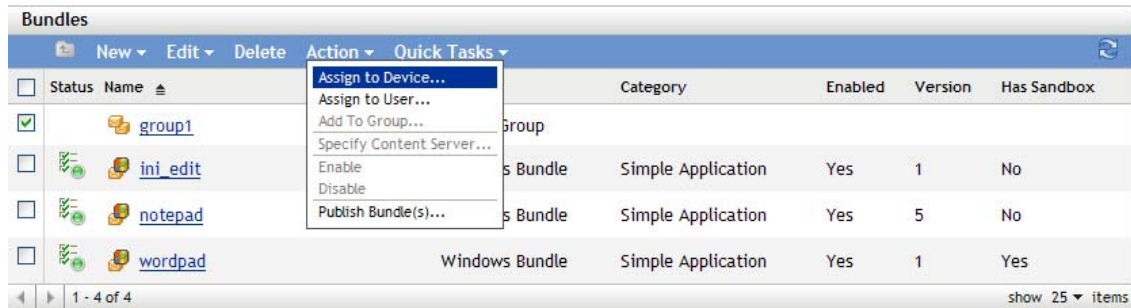 Bundles
New Edit Delete Action Quick Tasks
Status Name Category Enabled Version Has Sandbox
Assign to Device...
Assign to User...
Add To Group...
Specify Content Server...
Enable
Disable
Publish Bundle(s)...
group1 Group
ini_edit s Bundle Simple Application Yes 1 No
notepad s Bundle Simple Application Yes 5 No
wordpad Windows Bundle Simple Application Yes 1 Yes
1 - 4 of 4 show 25 items